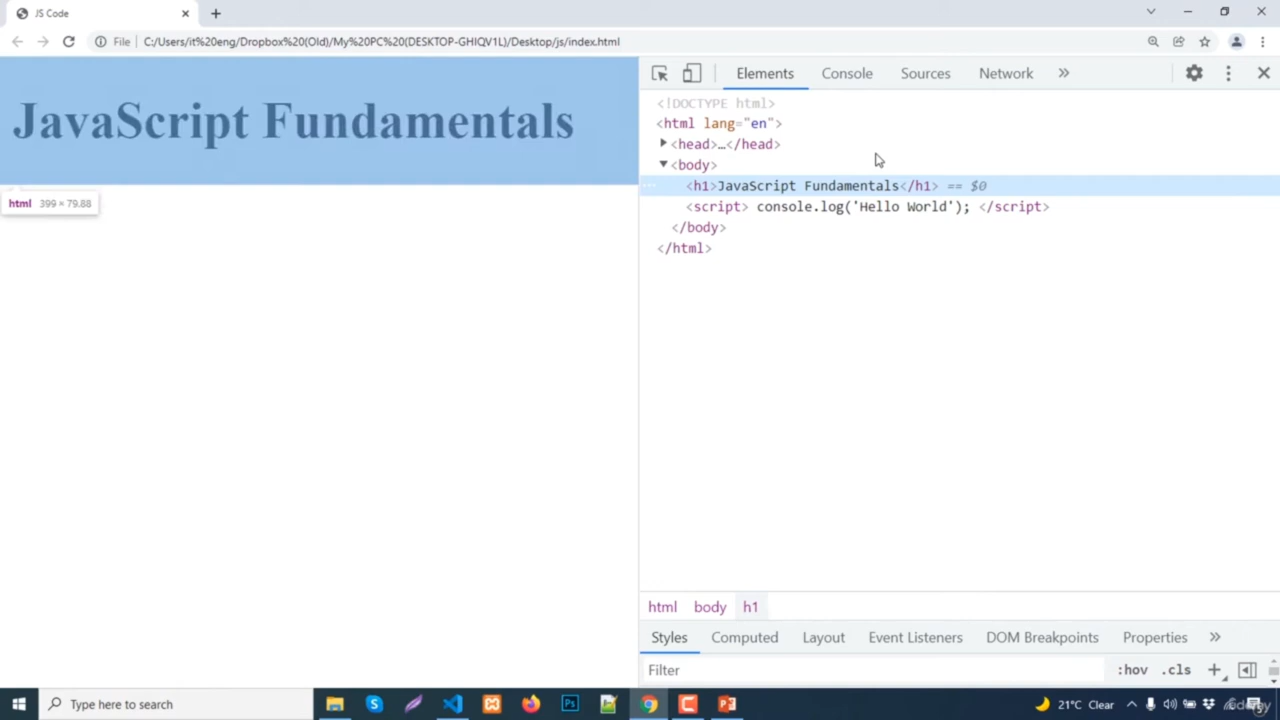 JS Code
File
C:/Users/it%20eng/Dropbox%20(Old)/My%20PC%20(DESKTOP-GHIQV1L)/Desktop/js/index.html
JavaScript Fundamentals
html 399 × 79.88
Elements Console Sources Network »
<!DOCTYPE html>
<html lang="en">
<head>…</head>
<body>
<h1>JavaScript Fundamentals</h1> == $0
<script> console.log('Hello World'); </script>
</body>
</html>
html body h1
Styles Computed Layout Event Listeners DOM Breakpoints Properties »
Filter
:hov .cls
Type here to search
Ps
21°C Clear
Udemy